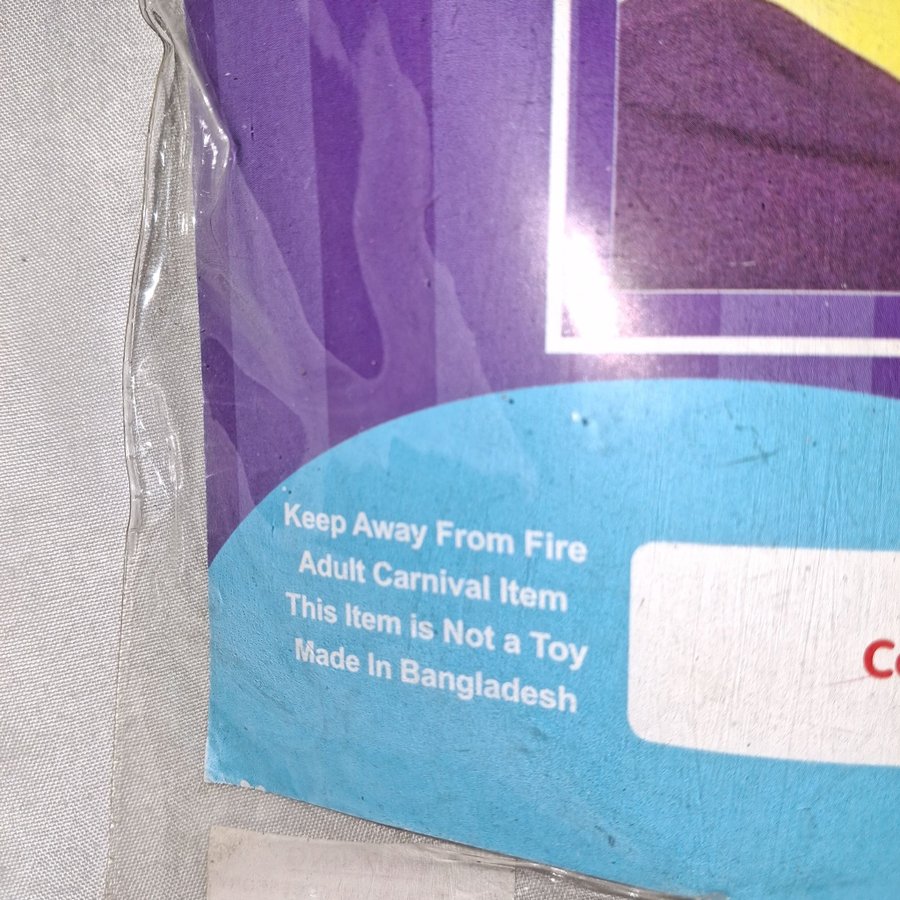 Keep Away From Fire
Adult Carnival Item
This Item is Not a Toy
Made In Bangladesh